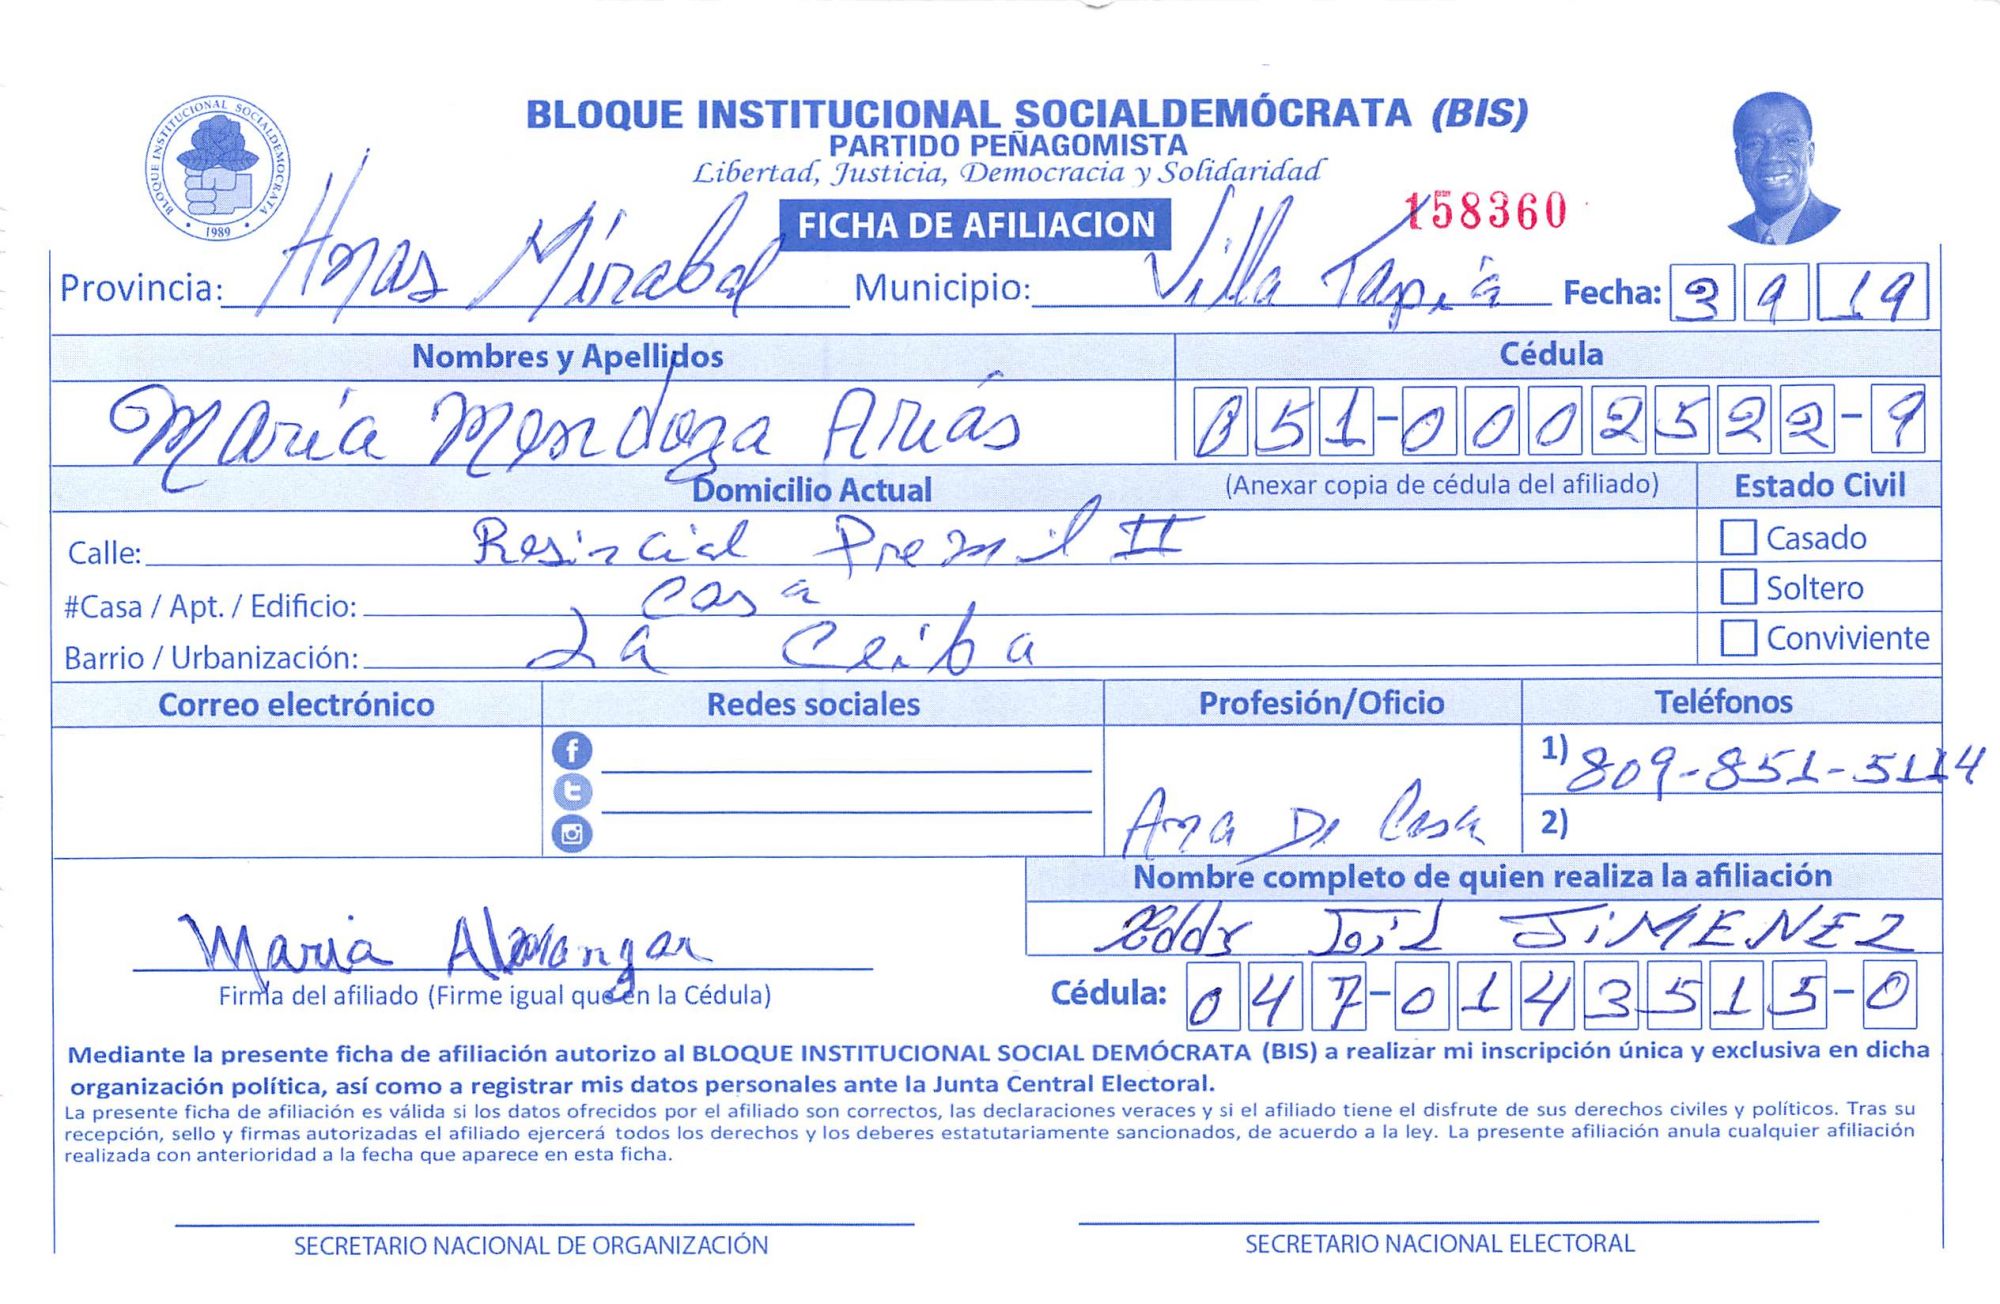 BLOQUE INSTITUCIONAL SOCIALDEMÓCRATA (BIS)
PARTIDO PEÑAGOMISTA
Libertad, Justicia, Democracia y Solidaridad
BLOQUE INSTITUCIONAL SOCIALDEMOCRATA
• 1989 •
FICHA DE AFILIACION
158360
Provincia: Hnas Mirabal Municipio: Villa Tapia Fecha: 3 9 19
Nombres y Apellidos Cédula
María Mendoza Arias 051-0002522-9
Domicilio Actual (Anexar copia de cédula del afiliado) Estado Civil
Calle: II Casado
#Casa / Apt. / Edificio: Casa Soltero
Barrio / Urbanización: La Ceiba Conviviente
Correo electrónico Redes sociales Profesión/Oficio Teléfonos
1) 809-851-5114
Ama De Casa 2)
Nombre completo de quien realiza la afiliación
Eddy Gil JiMENEZ
Maria
Firma del afiliado (Firme igual que en la Cédula) Cédula: 047-0143515-0
Mediante la presente ficha de afiliación autorizo al BLOQUE INSTITUCIONAL SOCIAL DEMÓCRATA (BIS) a realizar mi inscripción única y exclusiva en dicha
organización política, así como a registrar mis datos personales ante la Junta Central Electoral.
La presente ficha de afiliación es válida si los datos ofrecidos por el afiliado son correctos, las declaraciones veraces y si el afiliado tiene el disfrute de sus derechos civiles y políticos. Tras su
recepción, sello y firmas autorizadas el afiliado ejercerá todos los derechos y los deberes estatutariamente sancionados, de acuerdo a la ley. La presente afiliación anula cualquier afiliación
realizada con anterioridad a la fecha que aparece en esta ficha.
SECRETARIO NACIONAL DE ORGANIZACIÓN SECRETARIO NACIONAL ELECTORAL